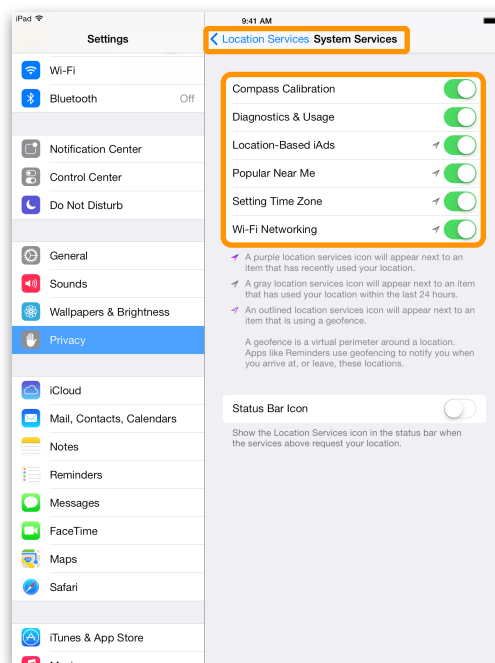 iPad
9:41 AM
Settings
Location Services System Services
Wi-Fi
Bluetooth Off
Notification Center
Control Center
Do Not Disturb
General
Sounds
Wallpapers & Brightness
Privacy
iCloud
Mail, Contacts, Calendars
Notes
Reminders
Messages
FaceTime
Maps
Safari
iTunes & App Store
Compass Calibration
Diagnostics & Usage
Location-Based iAds
Popular Near Me
Setting Time Zone
Wi-Fi Networking
A purple location services icon will appear next to an
item that has recently used your location.
A gray location services icon will appear next to an item
that has used your location within the last 24 hours.
An outlined location services icon will appear next to an
item that is using a geofence.
A geofence is a virtual perimeter around a location.
Apps like Reminders use geofencing to notify you when
you arrive at, or leave, these locations.
Status Bar Icon
Show the Location Services icon in the status bar when
the services above request your location.